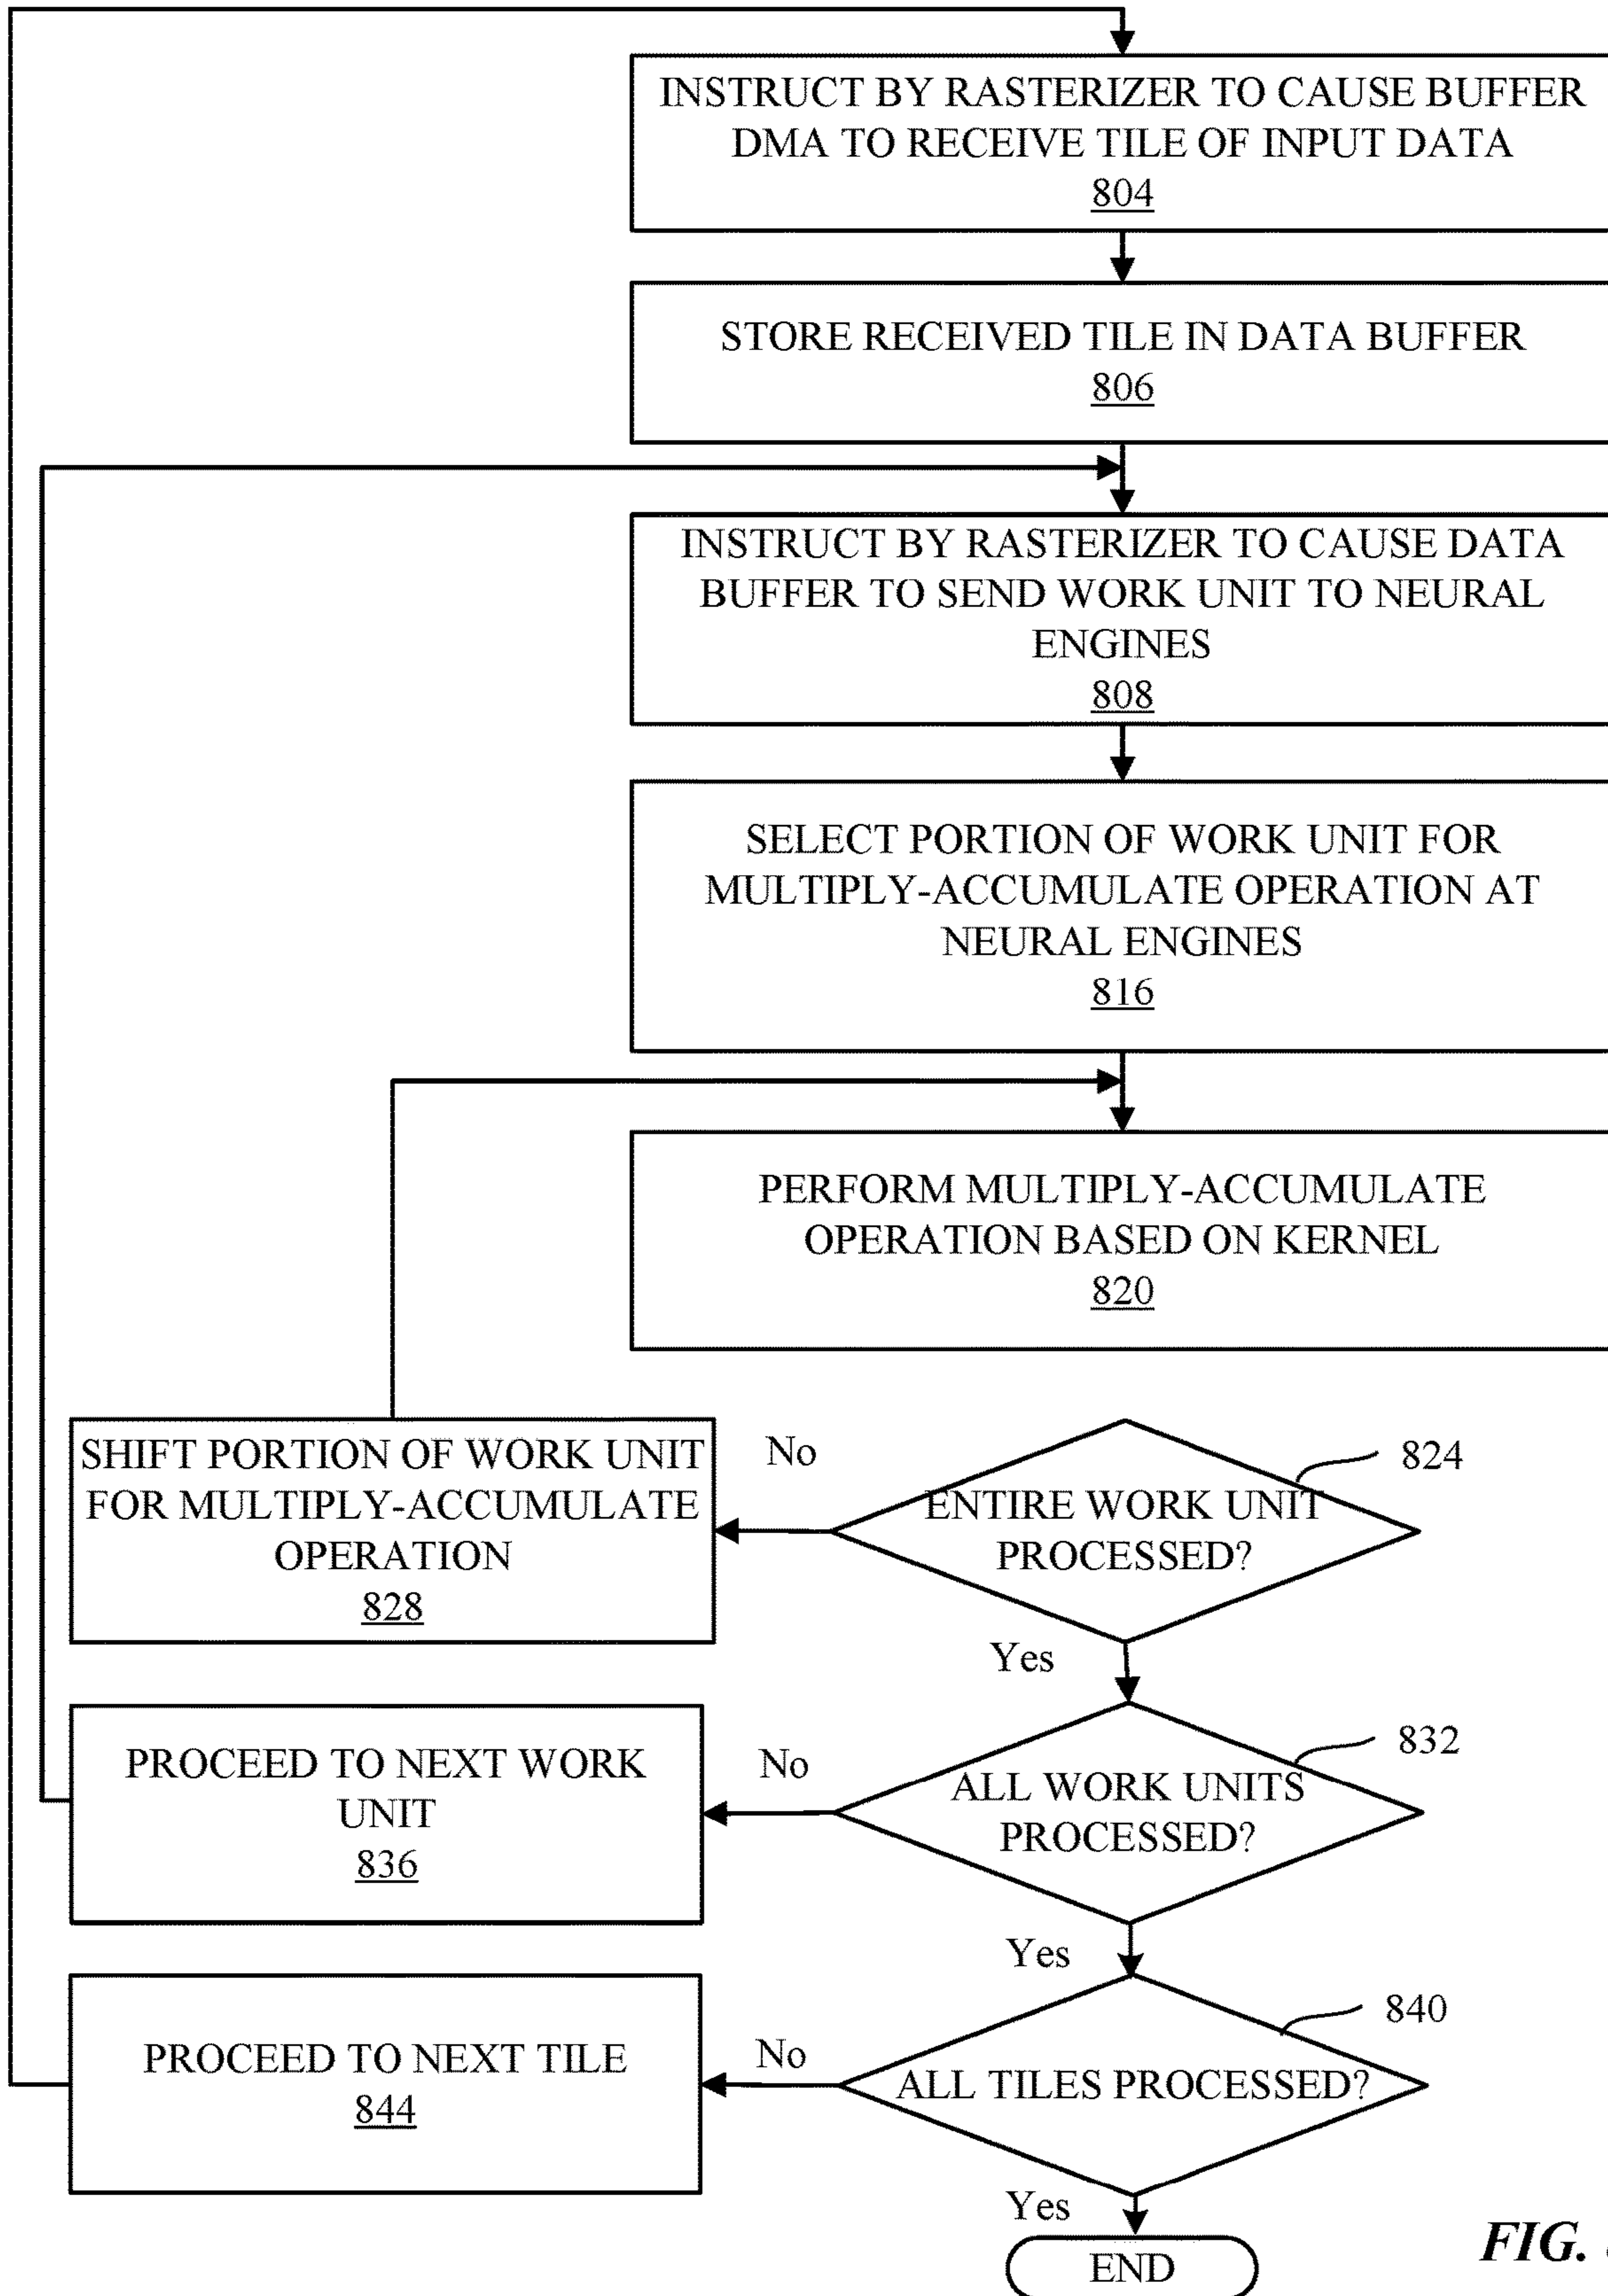 INSTRUCT BY RASTERIZER TO CAUSE BUFFER
DMA TO RECEIVE TILE OF INPUT DATA
804
STORE RECEIVED TILE IN DATA BUFFER
806
INSTRUCT BY RASTERIZER TO CAUSE DATA
BUFFER TO SEND WORK UNIT TO NEURAL
ENGINES
808
SELECT PORTION OF WORK UNIT FOR
MULTIPLY-ACCUMULATE OPERATION AT
NEURAL ENGINES
816
PERFORM MULTIPLY-ACCUMULATE
OPERATION BASED ON KERNEL
820
824
ENTIRE WORK UNIT
PROCESSED?
No
SHIFT PORTION OF WORK UNIT
FOR MULTIPLY-ACCUMULATE
OPERATION
828
Yes
832
ALL WORK UNITS
PROCESSED?
No
PROCEED TO NEXT WORK
UNIT
836
Yes
840
ALL TILES PROCESSED?
No
PROCEED TO NEXT TILE
844
Yes
END
FIG.